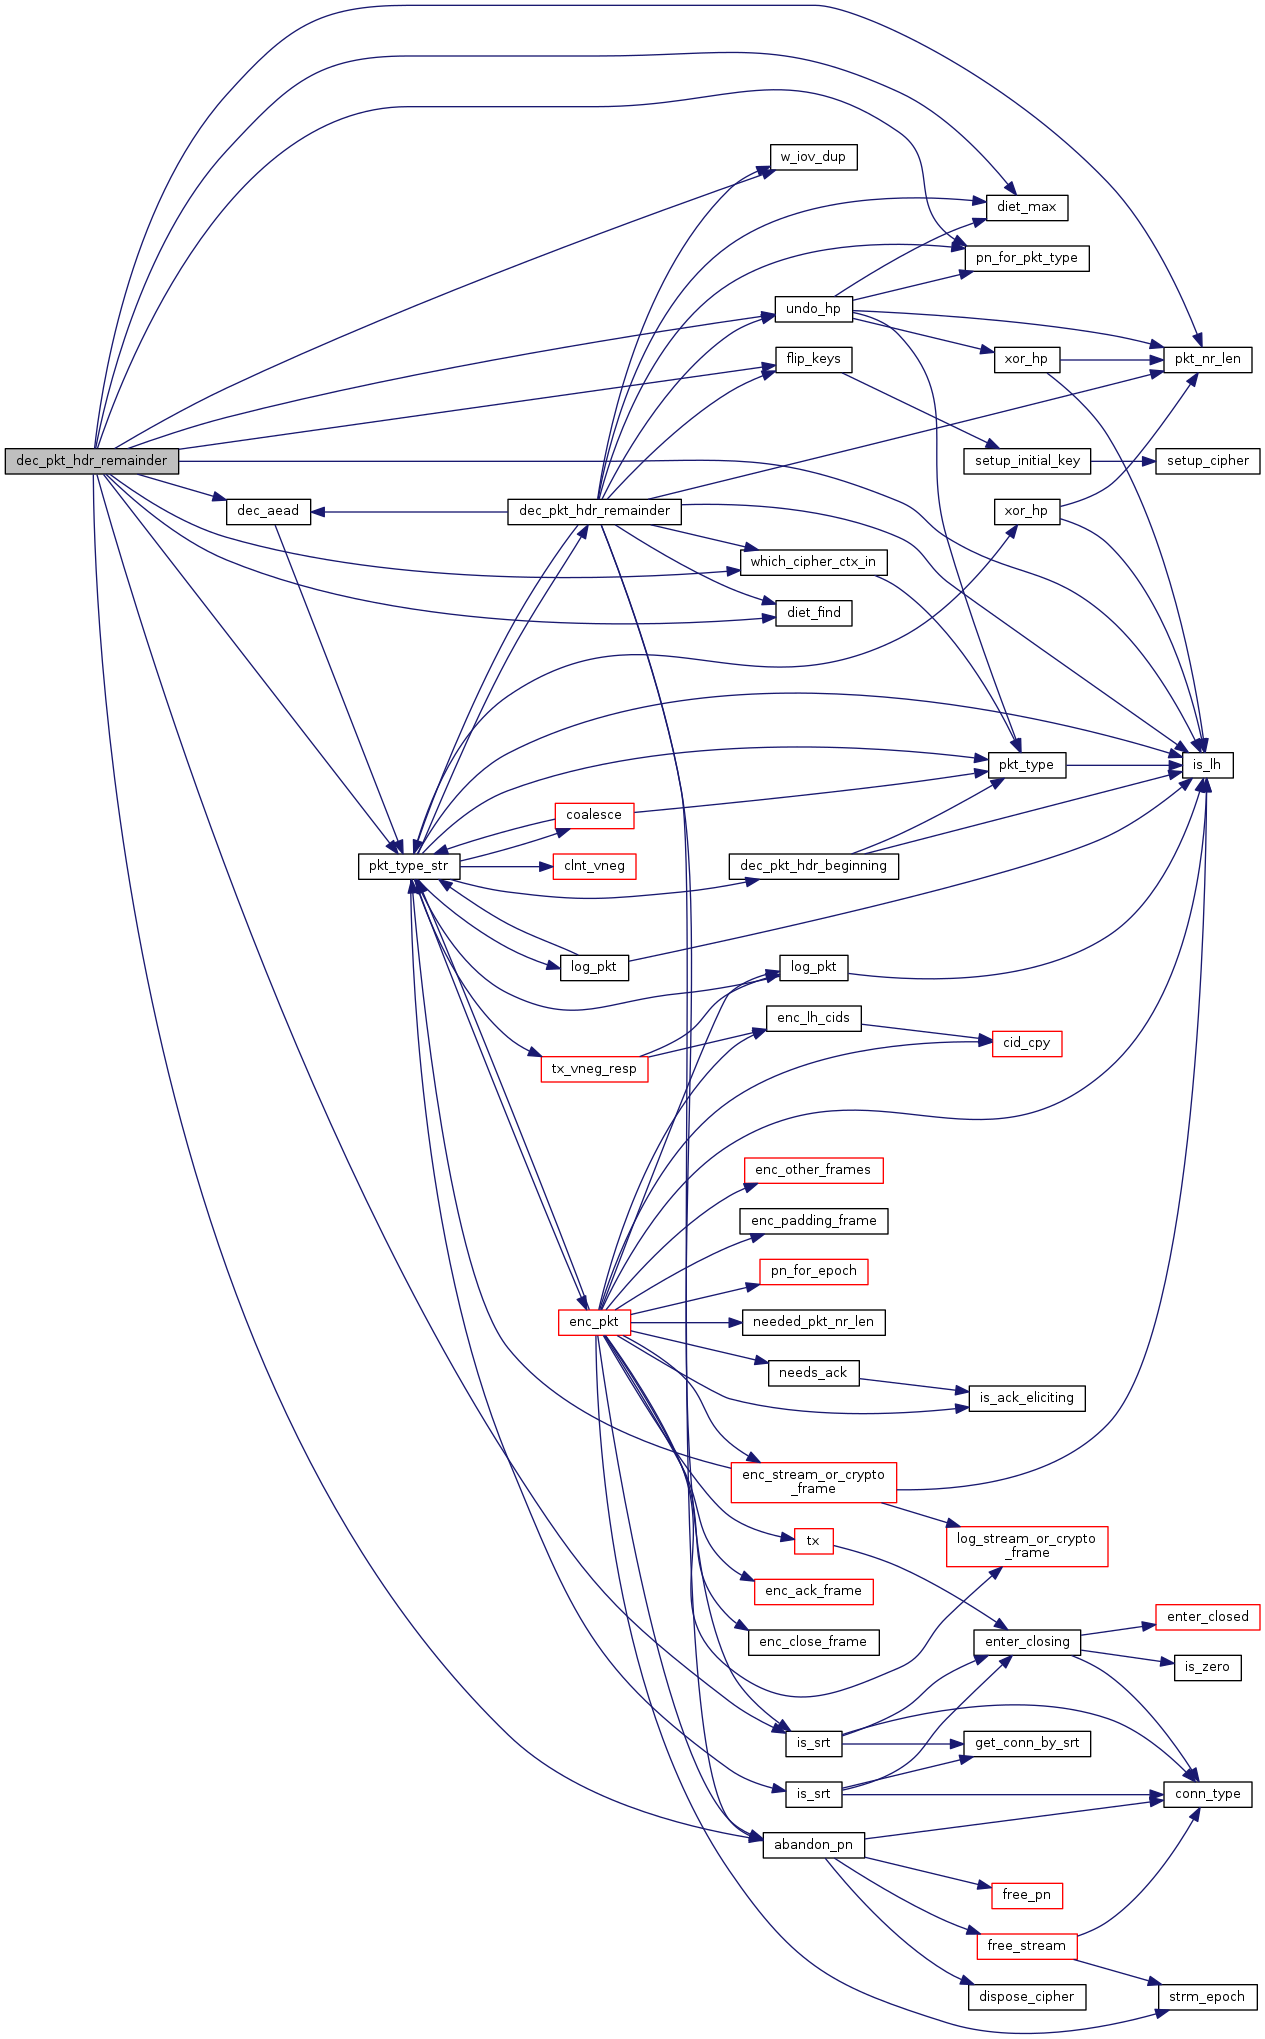 w_iov_dup
diet_max
pn_for_pkt_type
undo_hp
flip_keys
xor_hp
pkt_nr_len
dec_pkt_hdr_remainder
setup_initial_key
setup_cipher
dec_aead
dec_pkt_hdr_remainder
xor_hp
which_cipher_ctx_in
diet_find
pkt_type
is_lh
coalesce
pkt_type_str
clnt_vneg
dec_pkt_hdr_beginning
log_pkt
log_pkt
enc_lh_cids
cid_cpy
tx_vneg_resp
enc_other_frames
enc_padding_frame
pn_for_epoch
enc_pkt
needed_pkt_nr_len
needs_ack
is_ack_eliciting
enc_stream_or_crypto
_frame
tx
log_stream_or_crypto
_frame
enc_ack_frame
enter_closed
enc_close_frame
enter_closing
is_zero
is_srt
get_conn_by_srt
is_srt
conn_type
abandon_pn
free_pn
free_stream
dispose_cipher
strm_epoch